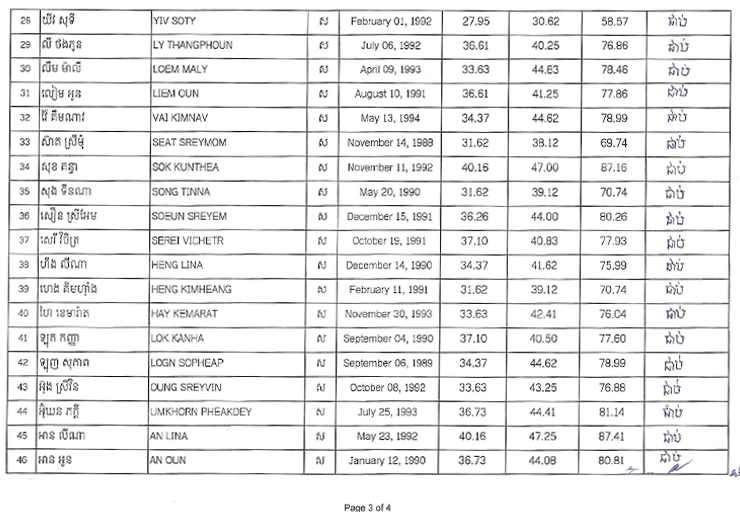 28 យីវ សុទី YIV SOTY ស February 01, 1992 27.95 30.62 58.57 ជាប់
29 លី ថងភួន LY THANGPHOUN ស July 06, 1992 36.61 40.25 76.86 ជាប់
30 លឹម ម៉ាលី LOEM MALY ស April 09, 1993 33.63 44.83 78.46 ជាប់
31 លៀម អួន LIEM OUN ស August 10, 1991 36.61 41.25 77.86 ជាប់
32 វ៉ៃ គីមណាវ VAI KIMNAV ស May 13, 1994 34.37 44.62 78.99 ជាប់
33 ស៊ាត ស្រីមុំ SEAT SREYMOM ស November 14, 1988 31.62 38.12 69.74 ជាប់
34 សុខ គន្ធា SOK KUNTHEA ស November 11, 1992 40.16 47.00 87.16 ជាប់
35 សុង ទីនណា SONG TINNA ស May 20, 1990 31.62 39.12 70.74 ជាប់
36 សឿន ស្រីអែម SOEUN SREYEM ស December 15, 1991 36.26 44.00 80.26 ជាប់
37 សេរី វិចិត្រ SEREI VICHETR ស October 19, 1991 37.10 40.83 77.93 ជាប់
38 ហ៊ីង លីណា HENG LINA ស December 14, 1990 34.37 41.62 75.99 ជាប់
39 ហេង គីមហ៊ាំង HENG KIMHEANG ស February 11, 1991 31.62 39.12 70.74 ជាប់
40 ហៃ ខេមារ៉ាត HAY KEMARAT ស November 30, 1993 33.63 42.41 76.04 ជាប់
41 ឡុក កញ្ញា LOK KANHA ស September 04, 1990 37.10 40.50 77.60 ជាប់
42 ឡុញ សុភាព LOGN SOPHEAP ស September 06, 1989 34.37 44.62 78.99 ជាប់
43 អ៊ុង ស្រីវិន OUNG SREYVIN ស October 08, 1992 33.63 43.25 76.88 ជាប់
44 អ៊ុំឃន ភក្ដី UMKHORN PHEAKDEY ស July 25, 1993 36.73 44.41 81.14 ជាប់
45 អាន លីណា AN LINA ស May 23, 1992 40.16 47.25 87.41 ជាប់
46 អាន អួន AN OUN ស January 12, 1990 36.73 44.08 80.81 ជាប់
Page 3 of 4